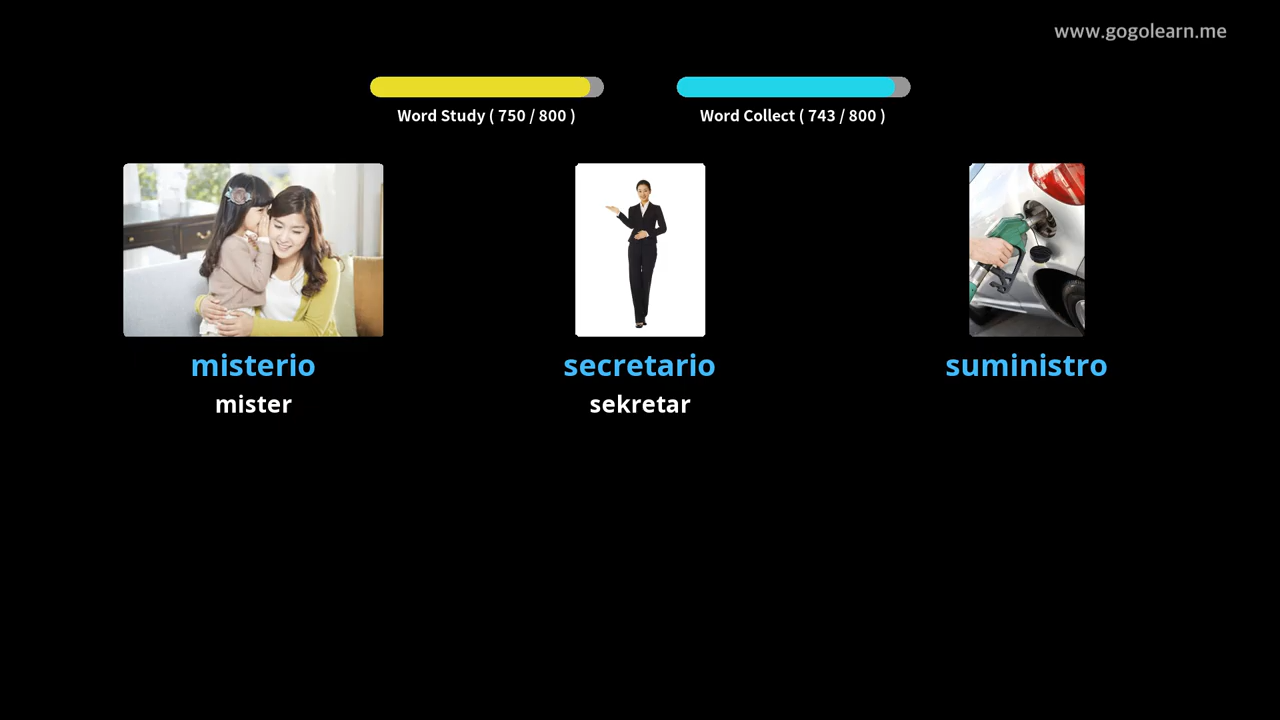 www.gogolearn.me
Word Study ( 750 / 800 )
Word Collect ( 743 / 800 )
misterio
secretario
suministro
mister
sekretar